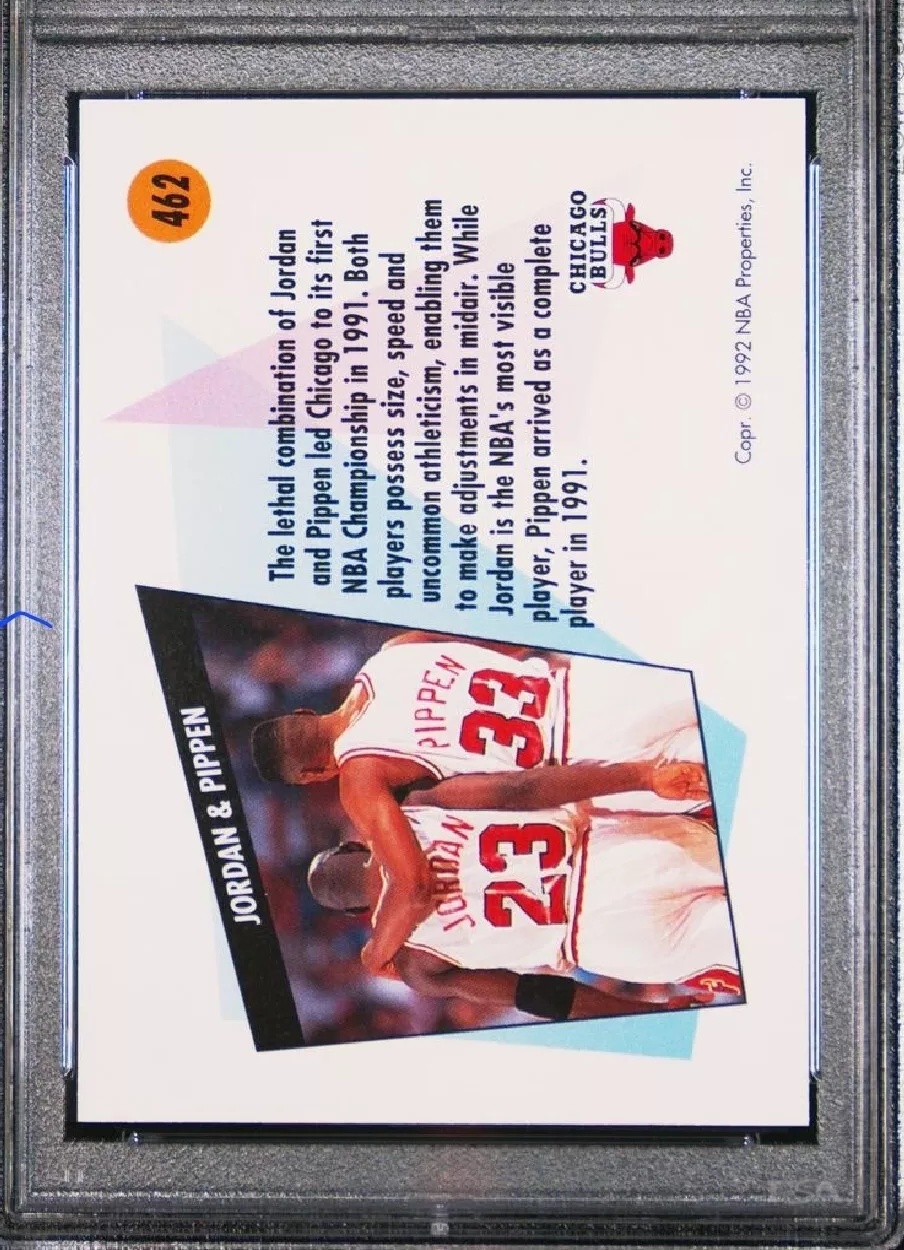 462
The lethal combination of Jordan
and Pippen led Chicago to its first
NBA Championship in 1991. Both
players possess size, speed and
uncommon athleticism, enabling them
to make adjustments in midair. While
Jordan is the NBA's most visible
player, Pippen arrived as a complete
player in 1991.
CHICAGO
BULLS
Copr. © 1992 NBA Properties, Inc.
JORDAN & PIPPEN
PIPPEN
33
JORDAN
23
PSA